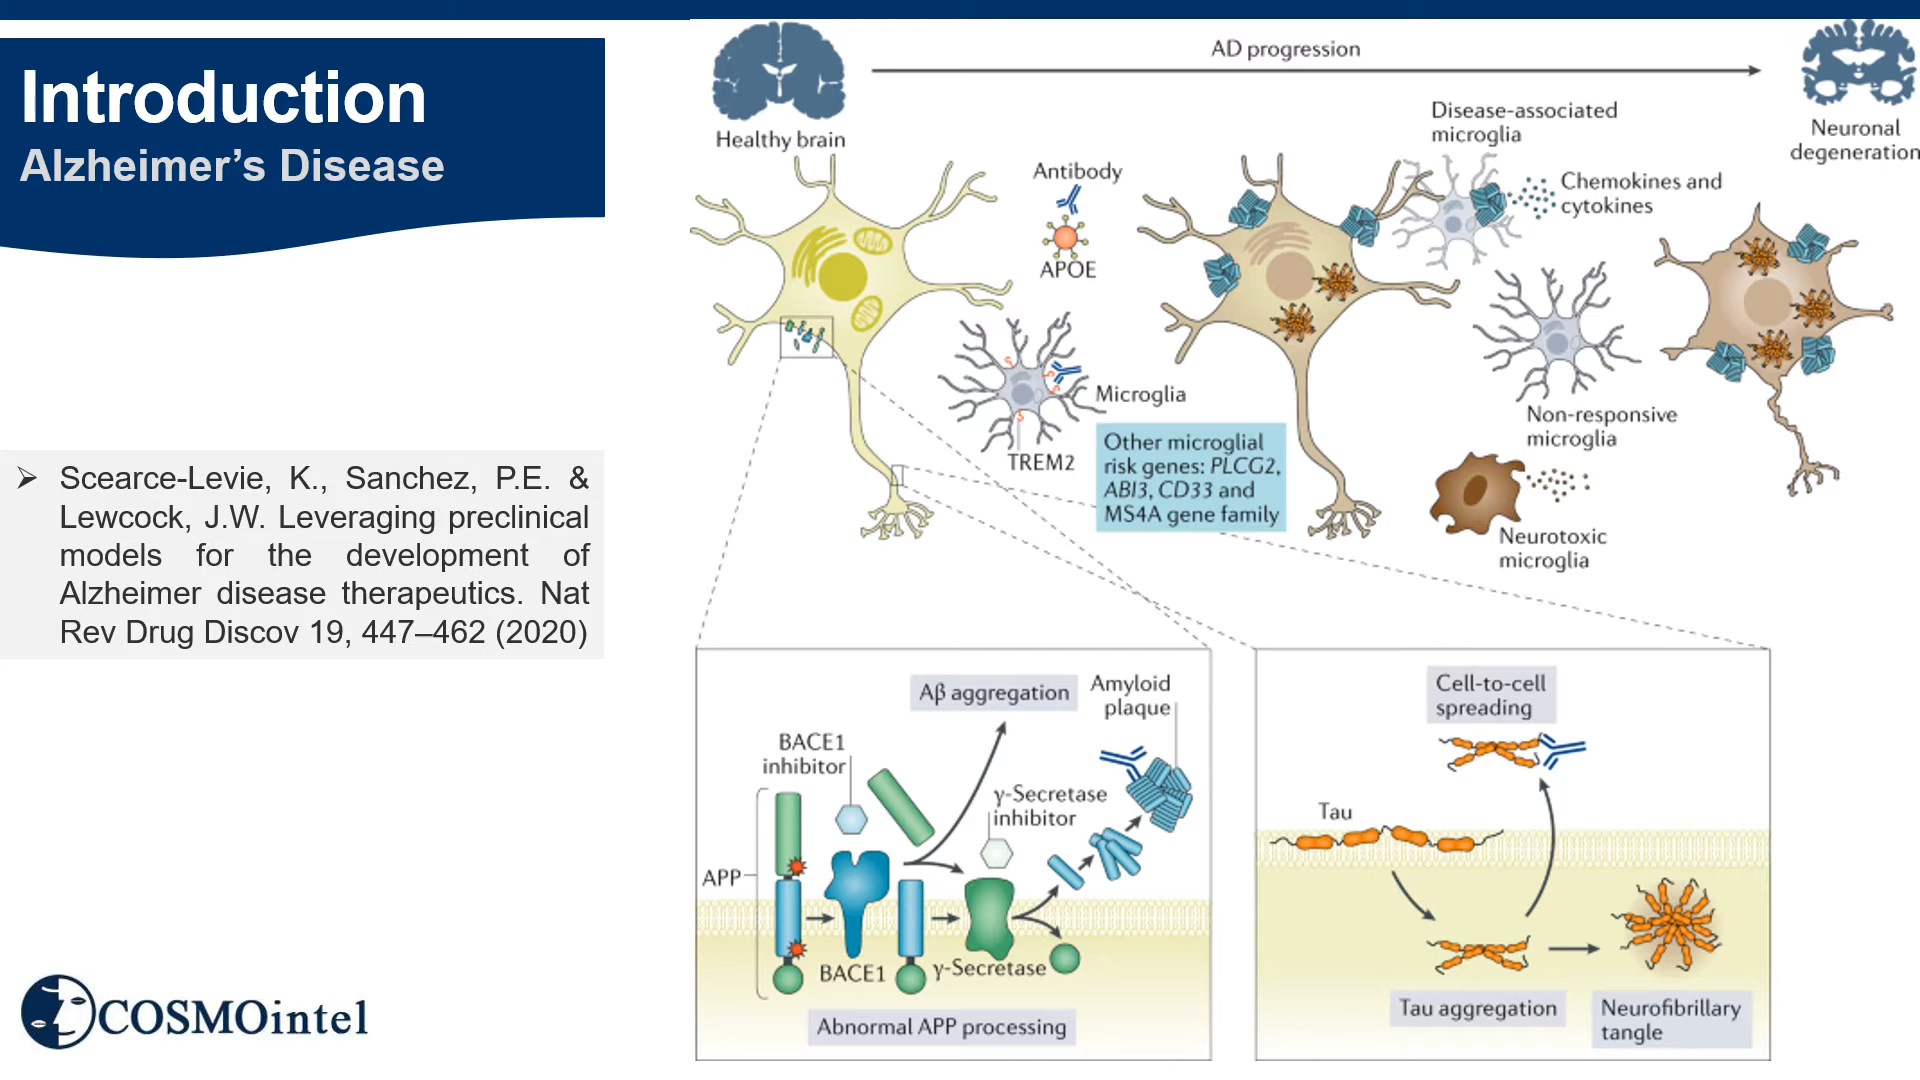 Introduction
Alzheimer’s Disease
➢ Scearce-Levie, K., Sanchez, P.E. &
Lewcock, J.W. Leveraging preclinical
models for the development of
Alzheimer disease therapeutics. Nat
Rev Drug Discov 19, 447–462 (2020)
COSMOintel
AD progression
Healthy brain
Neuronal
degeneration
Antibody
APOE
Microglia
TREM2
Other microglial
risk genes: PLCG2,
ABI3, CD33 and
MS4A gene family
Disease-associated
microglia
Chemokines and
cytokines
Non-responsive
microglia
Neurotoxic
microglia
Aβ aggregation
Amyloid
plaque
BACE1
inhibitor
γ-Secretase
inhibitor
APP
BACE1
γ-Secretase
Abnormal APP processing
Cell-to-cell
spreading
Tau
Tau aggregation
Neurofibrillary
tangle